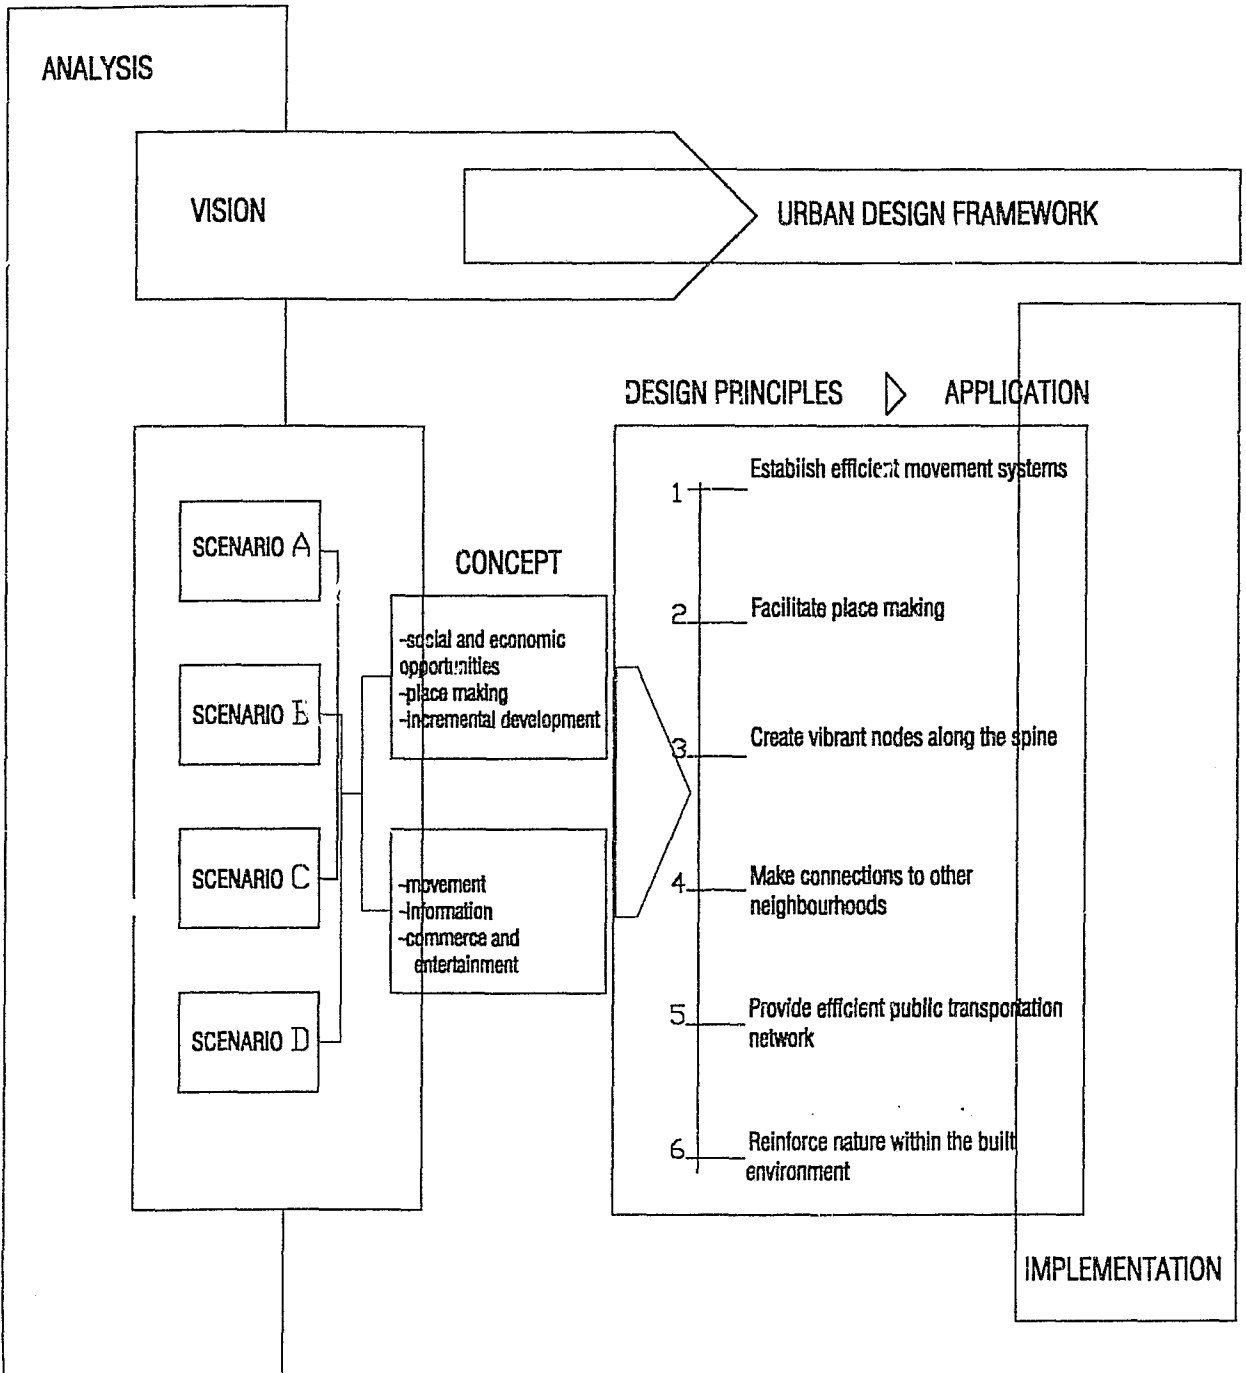 ANALYSIS
VISION
URBAN DESIGN FRAMEWORK
DESIGN PRINCIPLES
APPLICATION
SCENARIO A
SCENARIO B
SCENARIO C
SCENARIO D
CONCEPT
-social and economic
opportunities
-place making
-incremental development
-movement
-information
-commerce and
entertainment
1 Establish efficient movement systems
2 Facilitate place making
3 Create vibrant nodes along the spine
4 Make connections to other
neighbourhoods
5 Provide efficient public transportation
network
6 Reinforce nature within the built
environment
IMPLEMENTATION